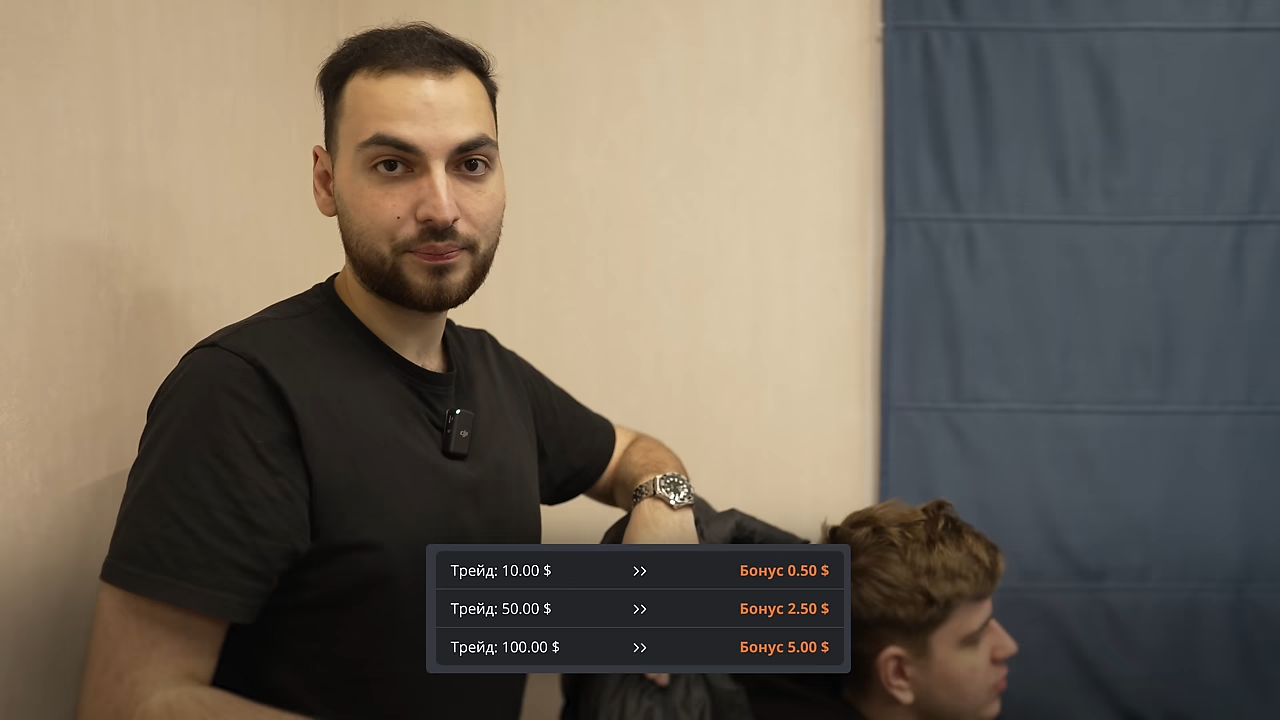 Трейд: 10.00 $ >> Бонус 0.50 $
Трейд: 50.00 $ >> Бонус 2.50 $
Трейд: 100.00 $ >> Бонус 5.00 $